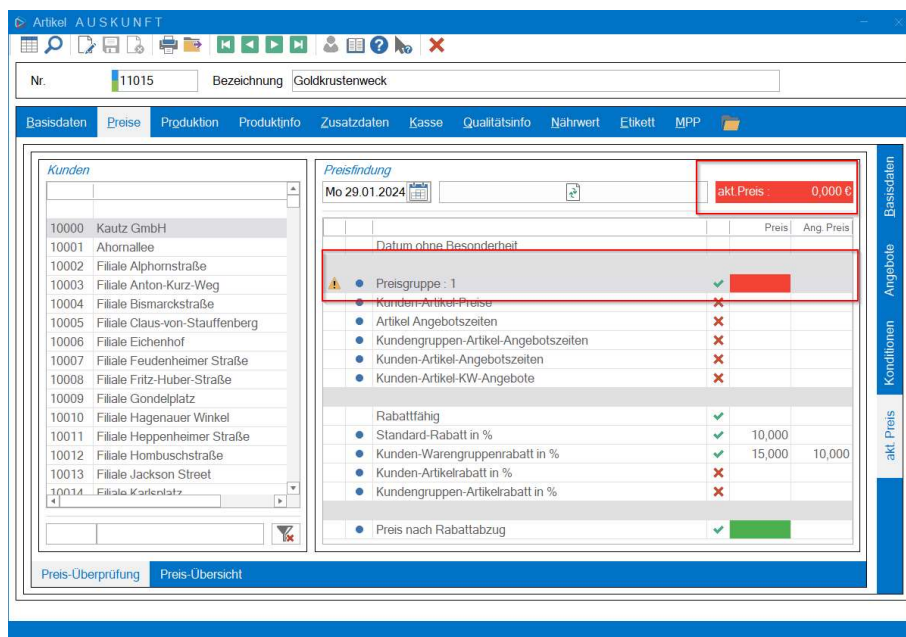 Artikel A U S K U N F T
Nr. 11015 Bezeichnung Goldkrustenweck
Basisdaten Preise Produktion Produktinfo Zusatzdaten Kasse Qualitätsinfo Nährwert Etikett MPP
Kunden
10000 Kautz GmbH
10001 Ahornallee
10002 Filiale Alphornstraße
10003 Filiale Anton-Kurz-Weg
10004 Filiale Bismarckstraße
10005 Filiale Claus-von-Stauffenberg
10006 Filiale Eichenhof
10007 Filiale Feudenheimer Straße
10008 Filiale Fritz-Huber-Straße
10009 Filiale Gondelplatz
10010 Filiale Hagenauer Winkel
10011 Filiale Heppenheimer Straße
10012 Filiale Hombuschstraße
10013 Filiale Jackson Street
10014 Filiale Karlsplatz
Preisfindung
Mo 29.01.2024
akt.Preis : 0,000 €
Preis Ang. Preis
Datum ohne Besonderheit
Preisgruppe : 1
Kunden-Artikel-Preise
Artikel Angebotszeiten
Kundengruppen-Artikel-Angebotszeiten
Kunden-Artikel-Angebotszeiten
Kunden-Artikel-KW-Angebote
Rabattfähig
Standard-Rabatt in % 10,000
Kunden-Warengruppenrabatt in % 15,000 10,000
Kunden-Artikelrabatt in %
Kundengruppen-Artikelrabatt in %
Preis nach Rabattabzug
Basisdaten
Angebote
Konditionen
akt. Preis
Preis-Überprüfung Preis-Übersicht